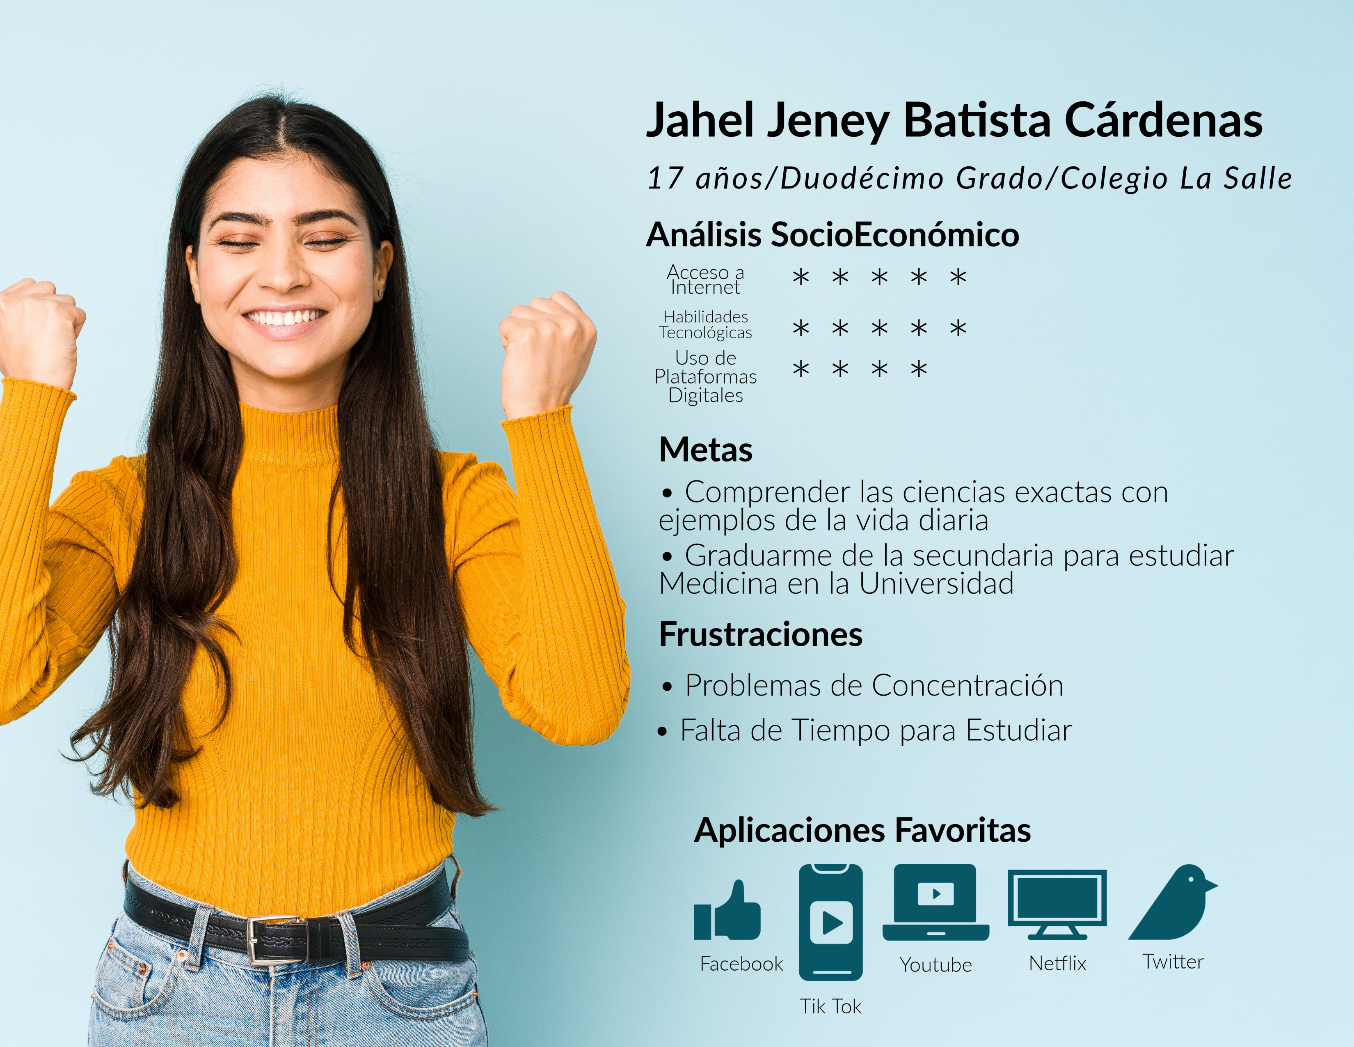 Jahel Jeney Batista Cárdenas
17 años/Duodécimo Grado/Colegio La Salle
Análisis SocioEconómico
Acceso a
Internet
* * * * *
Habilidades
Tecnológicas
* * * * *
Uso de
Plataformas
Digitales
* * * *
Metas
• Comprender las ciencias exactas con
ejemplos de la vida diaria
• Graduarme de la secundaria para estudiar
Medicina en la Universidad
Frustraciones
• Problemas de Concentración
• Falta de Tiempo para Estudiar
Aplicaciones Favoritas
Facebook
Tik Tok
Youtube
Netflix
Twitter